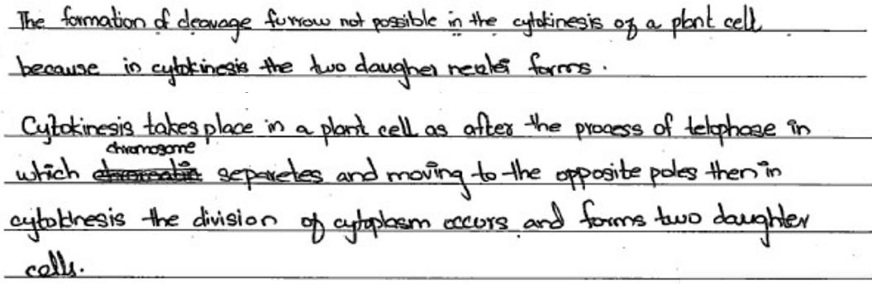 The formation of cleavage furrow not possible in the cytokinesis of a plant cell
because in cytokinesis the two daugher forms.
Cytokinesis takes place in a plant cell as after the process of telophase in
chromosome
which separetes and moving to the opposite poles then in
cytokinesis the division of cytoplasm occurs and forms two daughter
cells.